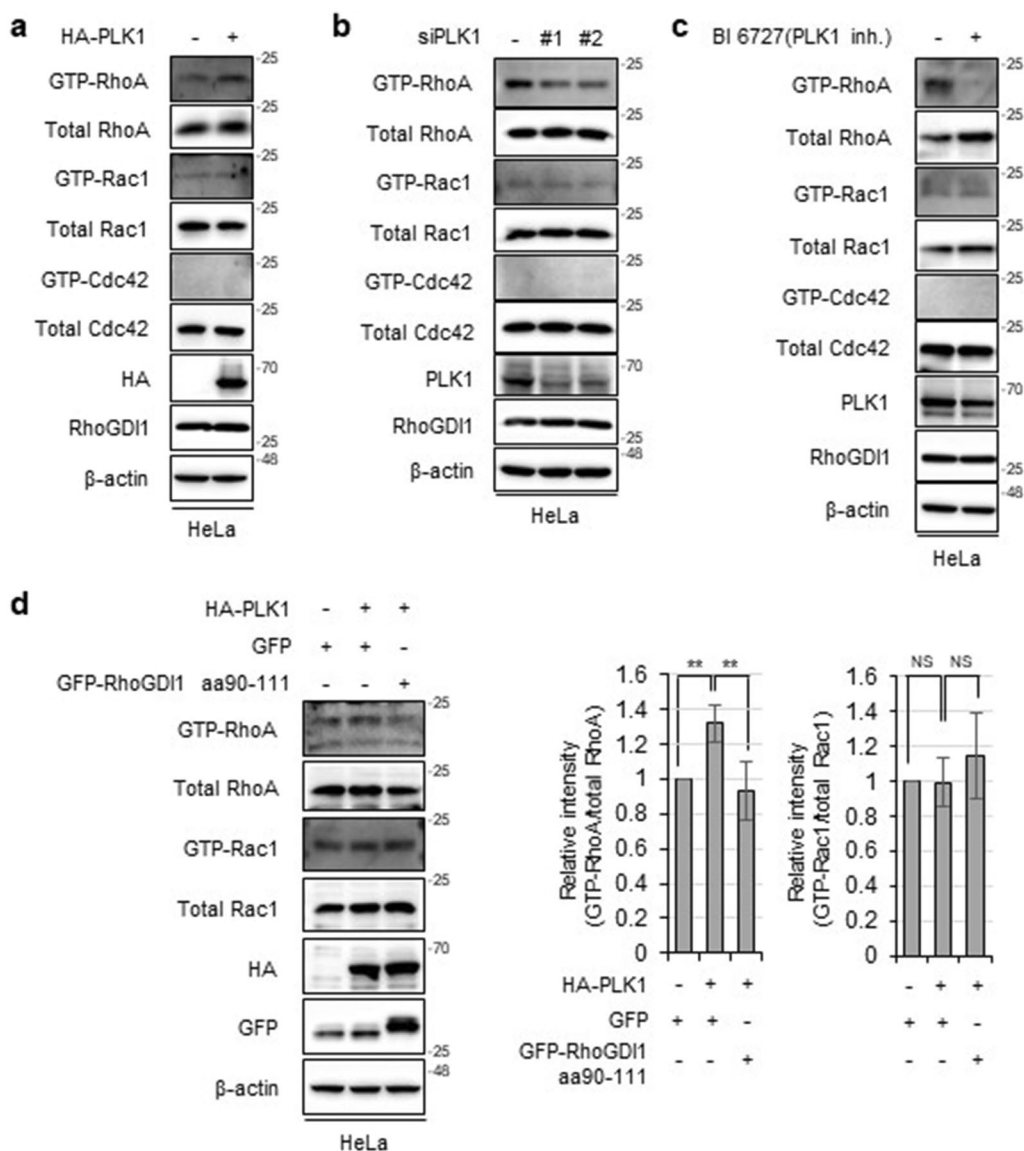 a
HA-PLK1 - +
GTP-RhoA -25
Total RhoA -25
GTP-Rac1 -25
Total Rac1 -25
GTP-Cdc42 -25
Total Cdc42 -25
HA -70
RhoGDI1 -25
β-actin -48
HeLa
b
siPLK1 - #1 #2
GTP-RhoA -25
Total RhoA -25
GTP-Rac1 -25
Total Rac1 -25
GTP-Cdc42 -25
Total Cdc42 -25
PLK1 -70
RhoGDI1 -25
β-actin -48
HeLa
c
BI 6727(PLK1 inh.) - +
GTP-RhoA -25
Total RhoA -25
GTP-Rac1 -25
Total Rac1 -25
GTP-Cdc42 -25
Total Cdc42 -25
PLK1 -70
RhoGDI1 -25
β-actin -48
HeLa
d
HA-PLK1 - + +
GFP + + -
GFP-RhoGDI1 aa90-111 - - +
GTP-RhoA -25
Total RhoA -25
GTP-Rac1 -25
Total Rac1 -25
HA -70
GFP -25
β-actin -48
HeLa
Relative intensity
(GTP-RhoA/total RhoA)
1.6
1.4
1.2
1
0.8
0.6
0.4
0.2
0
** **
HA-PLK1 - + +
GFP + + -
GFP-RhoGDI1
aa90-111 - - +
Relative intensity
(GTP-Rac1/total Rac1)
1.6
1.4
1.2
1
0.8
0.6
0.4
0.2
0
NS NS
- + +
+ + -
- - +